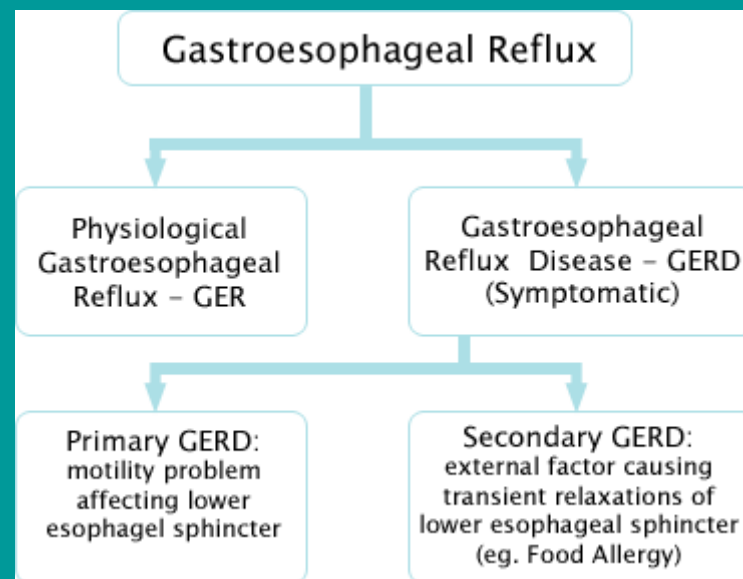 Gastroesophageal Reflux
Physiological
Gastroesophageal
Reflux – GER
Gastroesophageal
Reflux Disease – GERD
(Symptomatic)
Primary GERD:
motility problem
affecting lower
esophagel sphincter
Secondary GERD:
external factor causing
transient relaxations of
lower esophageal sphincter
(eg. Food Allergy)